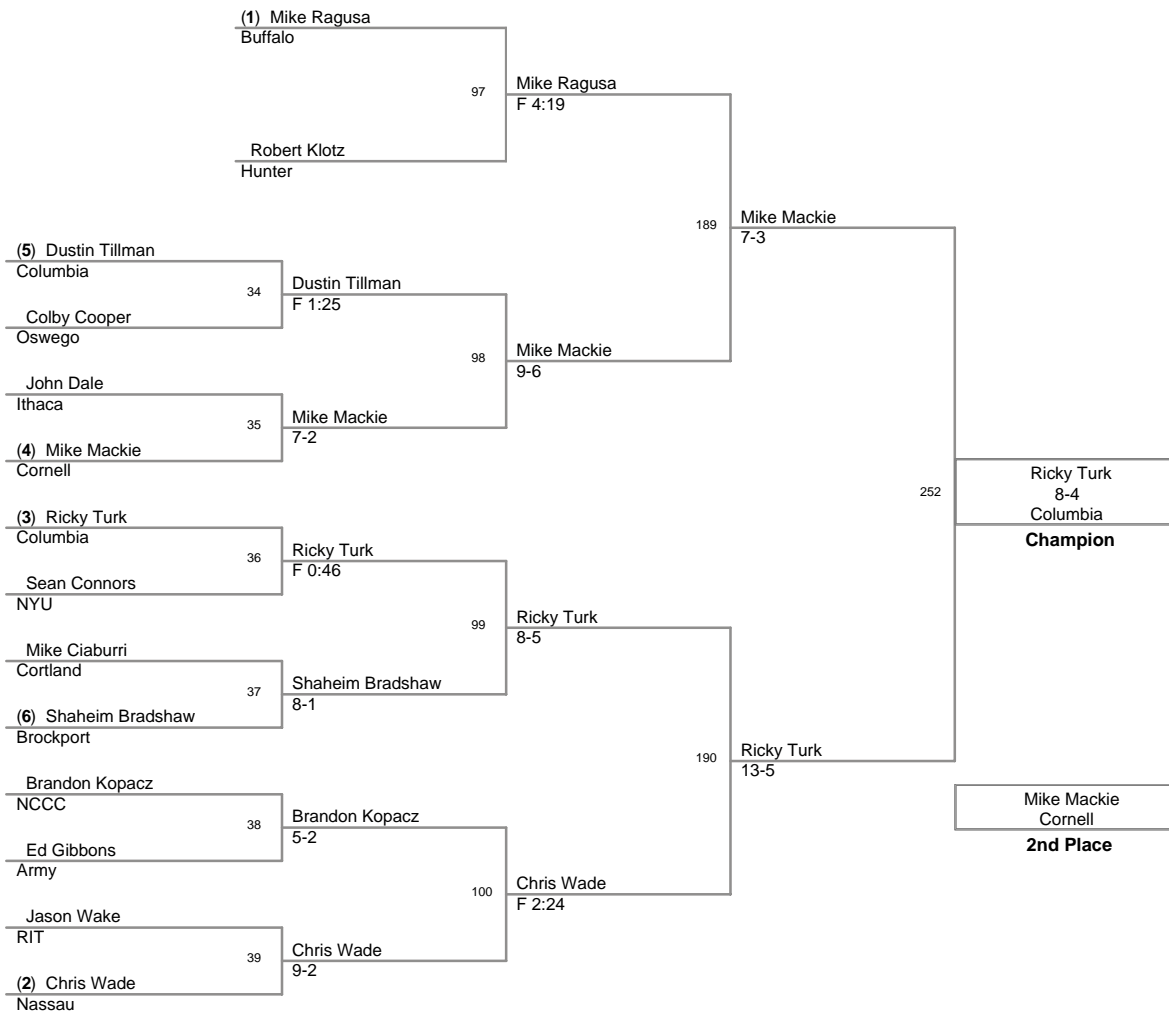 (1) Mike Ragusa
Buffalo
97
Mike Ragusa
F 4:19
Robert Klotz
Hunter
189
Mike Mackie
7-3
(5) Dustin Tillman
Columbia
34
Dustin Tillman
F 1:25
Colby Cooper
Oswego
98
Mike Mackie
9-6
John Dale
Ithaca
35
Mike Mackie
7-2
(4) Mike Mackie
Cornell
252
Ricky Turk
8-4
Columbia
Champion
(3) Ricky Turk
Columbia
36
Ricky Turk
F 0:46
Sean Connors
NYU
99
Ricky Turk
8-5
Mike Ciaburri
Cortland
37
Shaheim Bradshaw
8-1
(6) Shaheim Bradshaw
Brockport
190
Ricky Turk
13-5
Brandon Kopacz
NCCC
38
Brandon Kopacz
5-2
Ed Gibbons
Army
100
Chris Wade
F 2:24
Jason Wake
RIT
39
Chris Wade
9-2
(2) Chris Wade
Nassau
Mike Mackie
Cornell
2nd Place